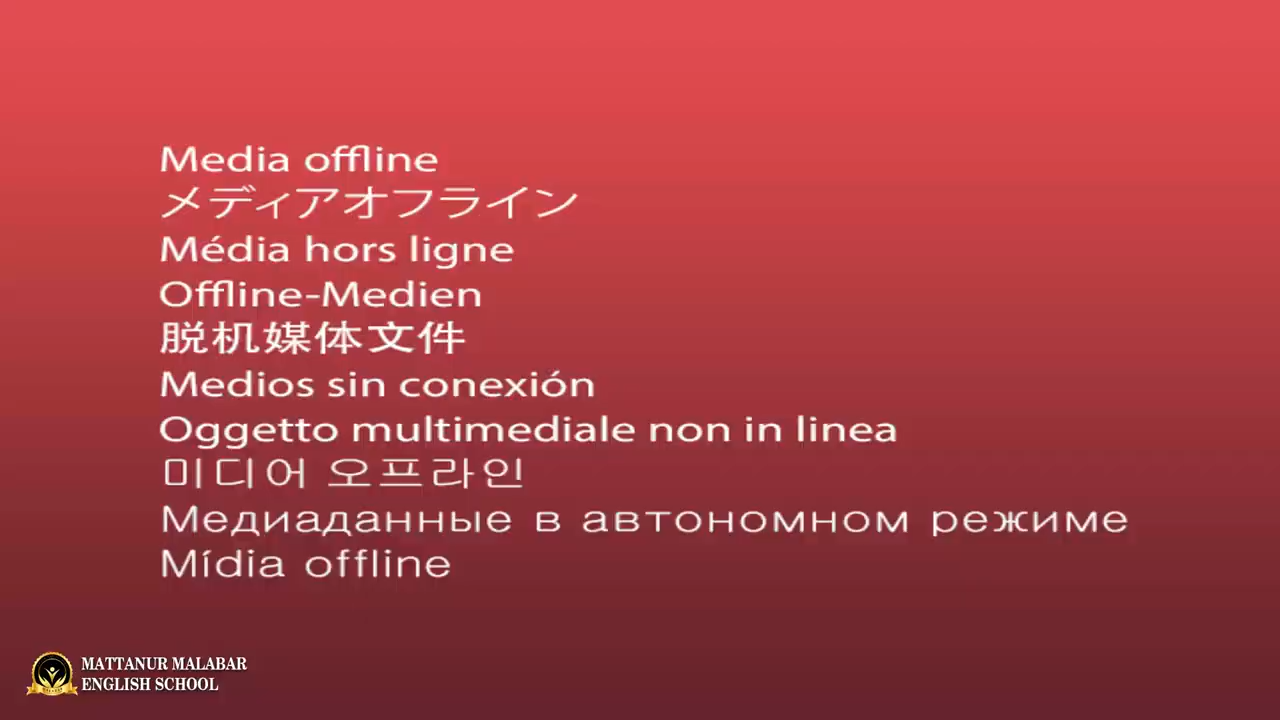 Media offline
メディアオフライン
Média hors ligne
Offline-Medien
脱机媒体文件
Medios sin conexión
Oggetto multimediale non in linea
미디어 오프라인
Медиаданные в автономном режиме
Mídia offline
MATTANUR MALABAR
ENGLISH SCHOOL